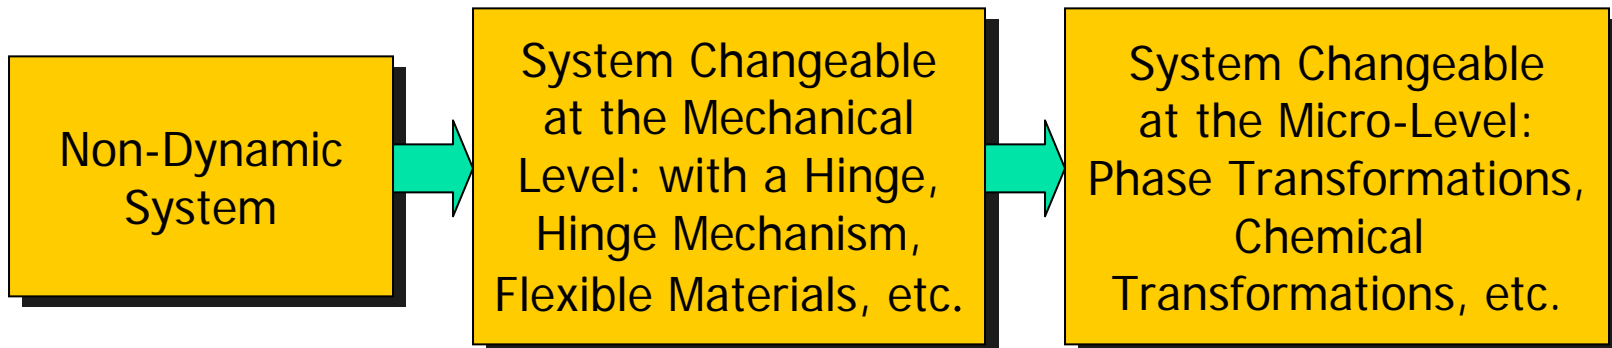 Non-Dynamic
System
System Changeable
at the Mechanical
Level: with a Hinge,
Hinge Mechanism,
Flexible Materials, etc.
System Changeable
at the Micro-Level:
Phase Transformations,
Chemical
Transformations, etc.